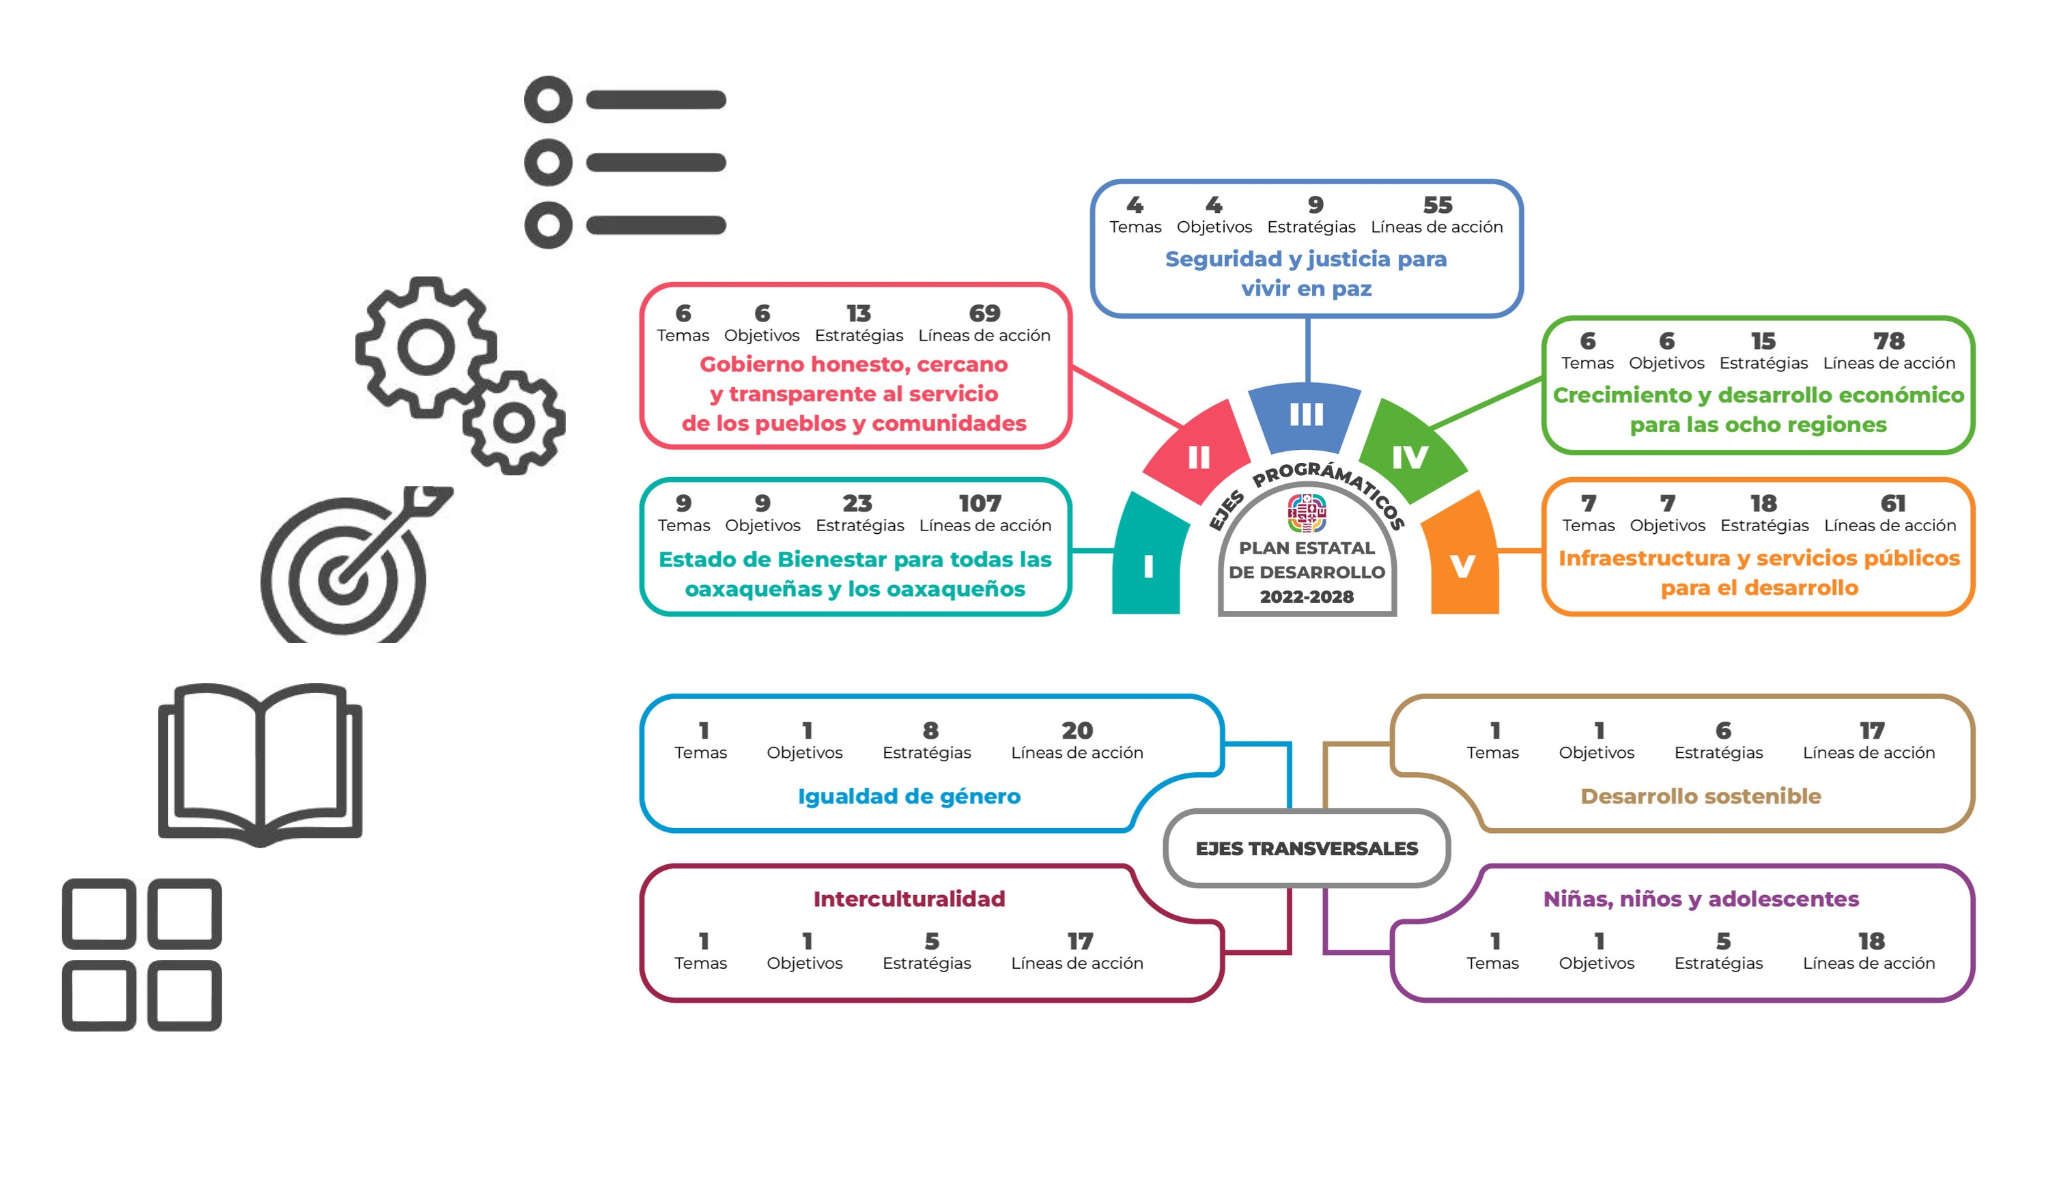 4 4 9 55
Temas Objetivos Estratégias Líneas de acción
Seguridad y justicia para
vivir en paz
6 6 13 69
Temas Objetivos Estratégias Líneas de acción
Gobierno honesto, cercano
y transparente al servicio
de los pueblos y comunidades
6 6 15 78
Temas Objetivos Estratégias Líneas de acción
Crecimiento y desarrollo económico
para las ocho regiones
9 9 23 107
Temas Objetivos Estratégias Líneas de acción
Estado de Bienestar para todas las
oaxaqueñas y los oaxaqueños
7 7 18 61
Temas Objetivos Estratégias Líneas de acción
Infraestructura y servicios públicos
para el desarrollo
I
II
III
IV
V
EJES PROGRÁMATICOS
PLAN ESTATAL
DE DESARROLLO
2022-2028
1 1 8 20
Temas Objetivos Estratégias Líneas de acción
Igualdad de género
1 1 6 17
Temas Objetivos Estratégias Líneas de acción
Desarrollo sostenible
EJES TRANSVERSALES
Interculturalidad
1 1 5 17
Temas Objetivos Estratégias Líneas de acción
Niñas, niños y adolescentes
1 1 5 18
Temas Objetivos Estratégias Líneas de acción